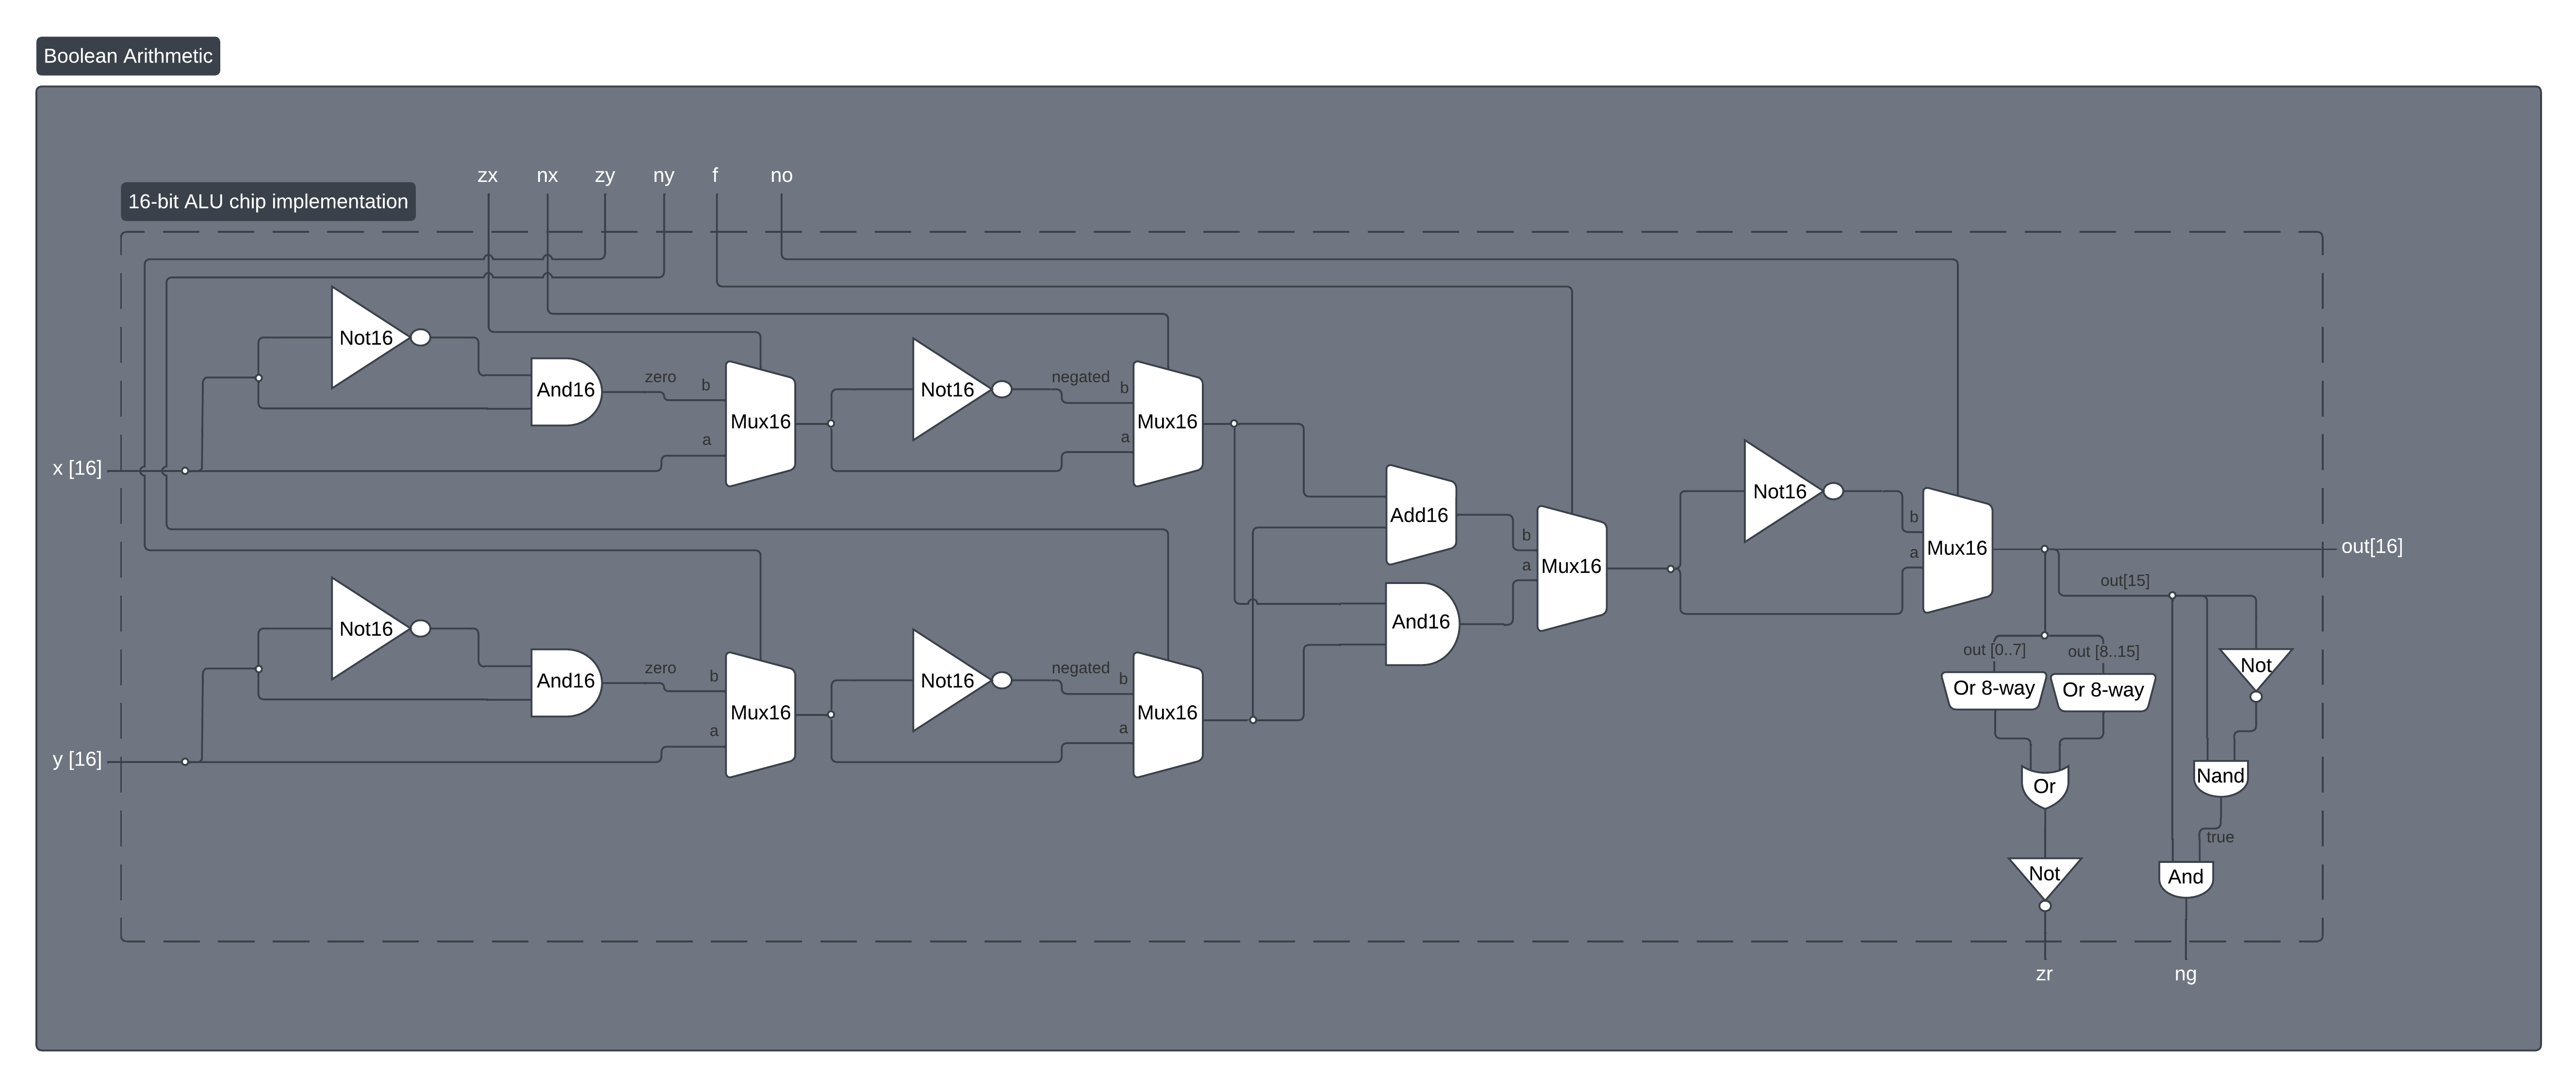 Boolean Arithmetic
zx nx zy ny f no
16-bit ALU chip implementation
Not16
And16
zero
b
a
Mux16
Not16
negated
b
a
Mux16
x [16]
Add16
b
a
Mux16
And16
Not16
b
a
Mux16
out[16]
out[15]
Not16
And16
zero
b
a
Mux16
Not16
negated
b
a
Mux16
y [16]
out [0..7]
out [8..15]
Or 8-way
Or 8-way
Not
Or
Nand
true
Not
And
zr
ng